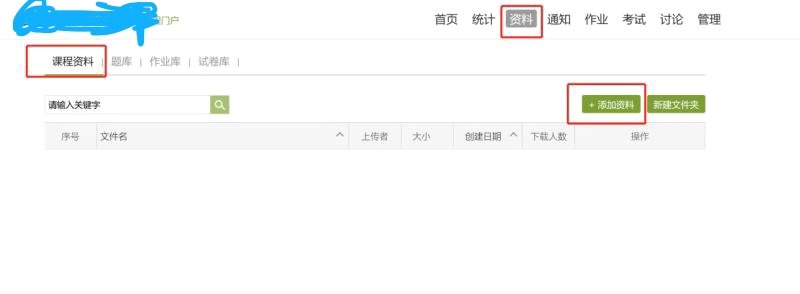 门户 首页 统计 资料 通知 作业 考试 讨论 管理
课程资料 | 题库 | 作业库 | 试卷库 |
请输入关键字 + 添加资料 新建文件夹
序号 文件名 上传者 大小 创建日期 下载人数 操作